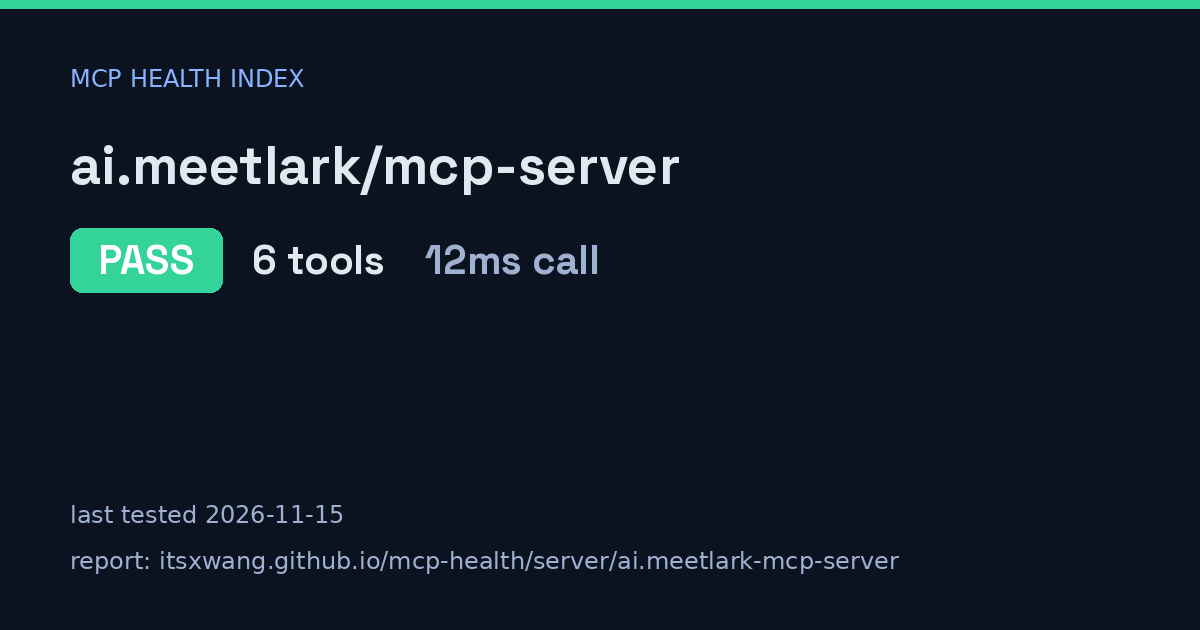 MCP HEALTH INDEX
ai.meetlark/mcp-server
PASS 6 tools 12ms call
last tested 2026-11-15
report: itsxwang.github.io/mcp-health/server/ai.meetlark-mcp-server